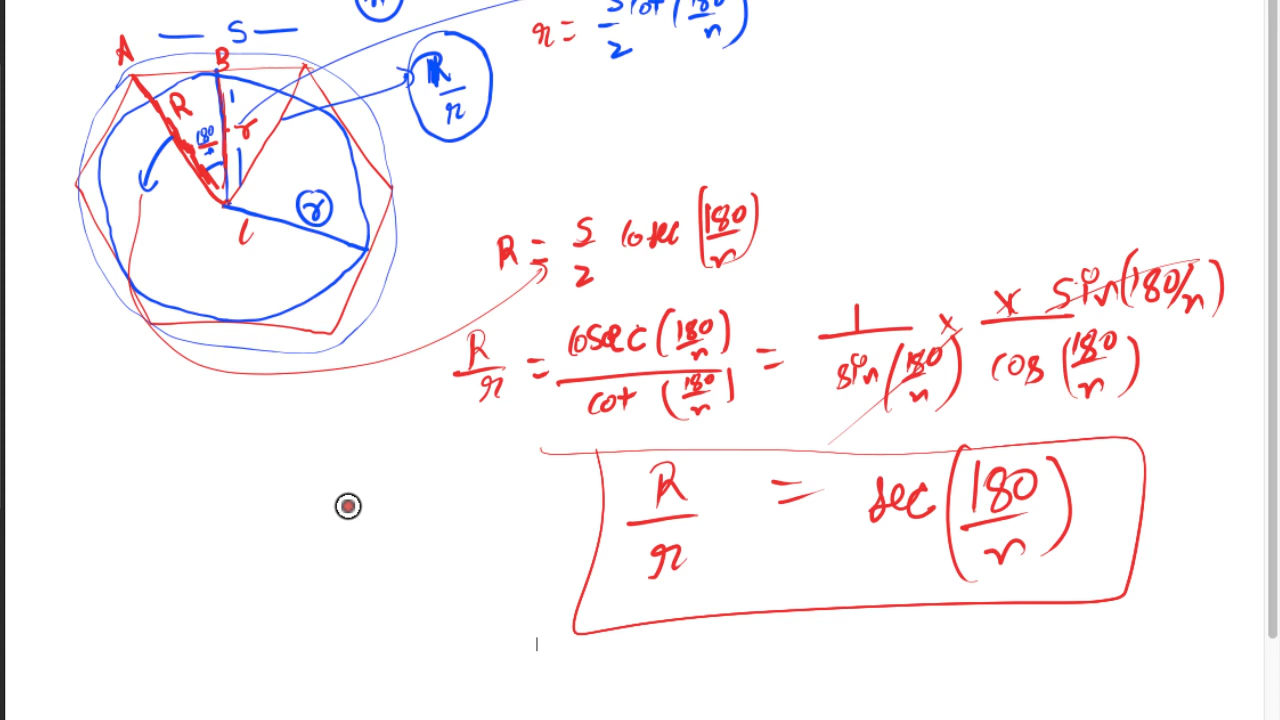 r = s/2 cot (180/n)
— S —
A
B
R
180/n
r
R/r
r
R = s/2 cosec (180/n)
R/r = cosec (180/n) / cot (180/n) = 1 / sin (180/n) × × sin (180/n) / cos (180/n)
R/r = sec (180/n)